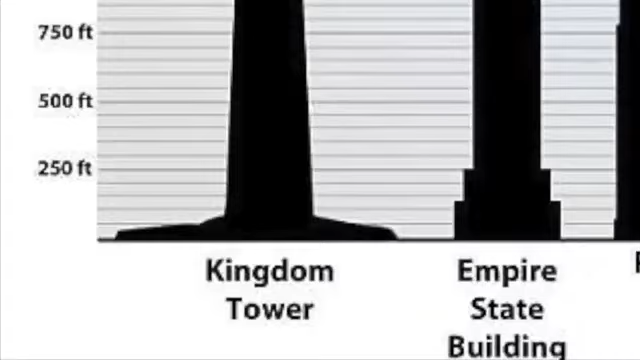 750 ft
500 ft
250 ft
Kingdom
Tower
Empire
State
Building